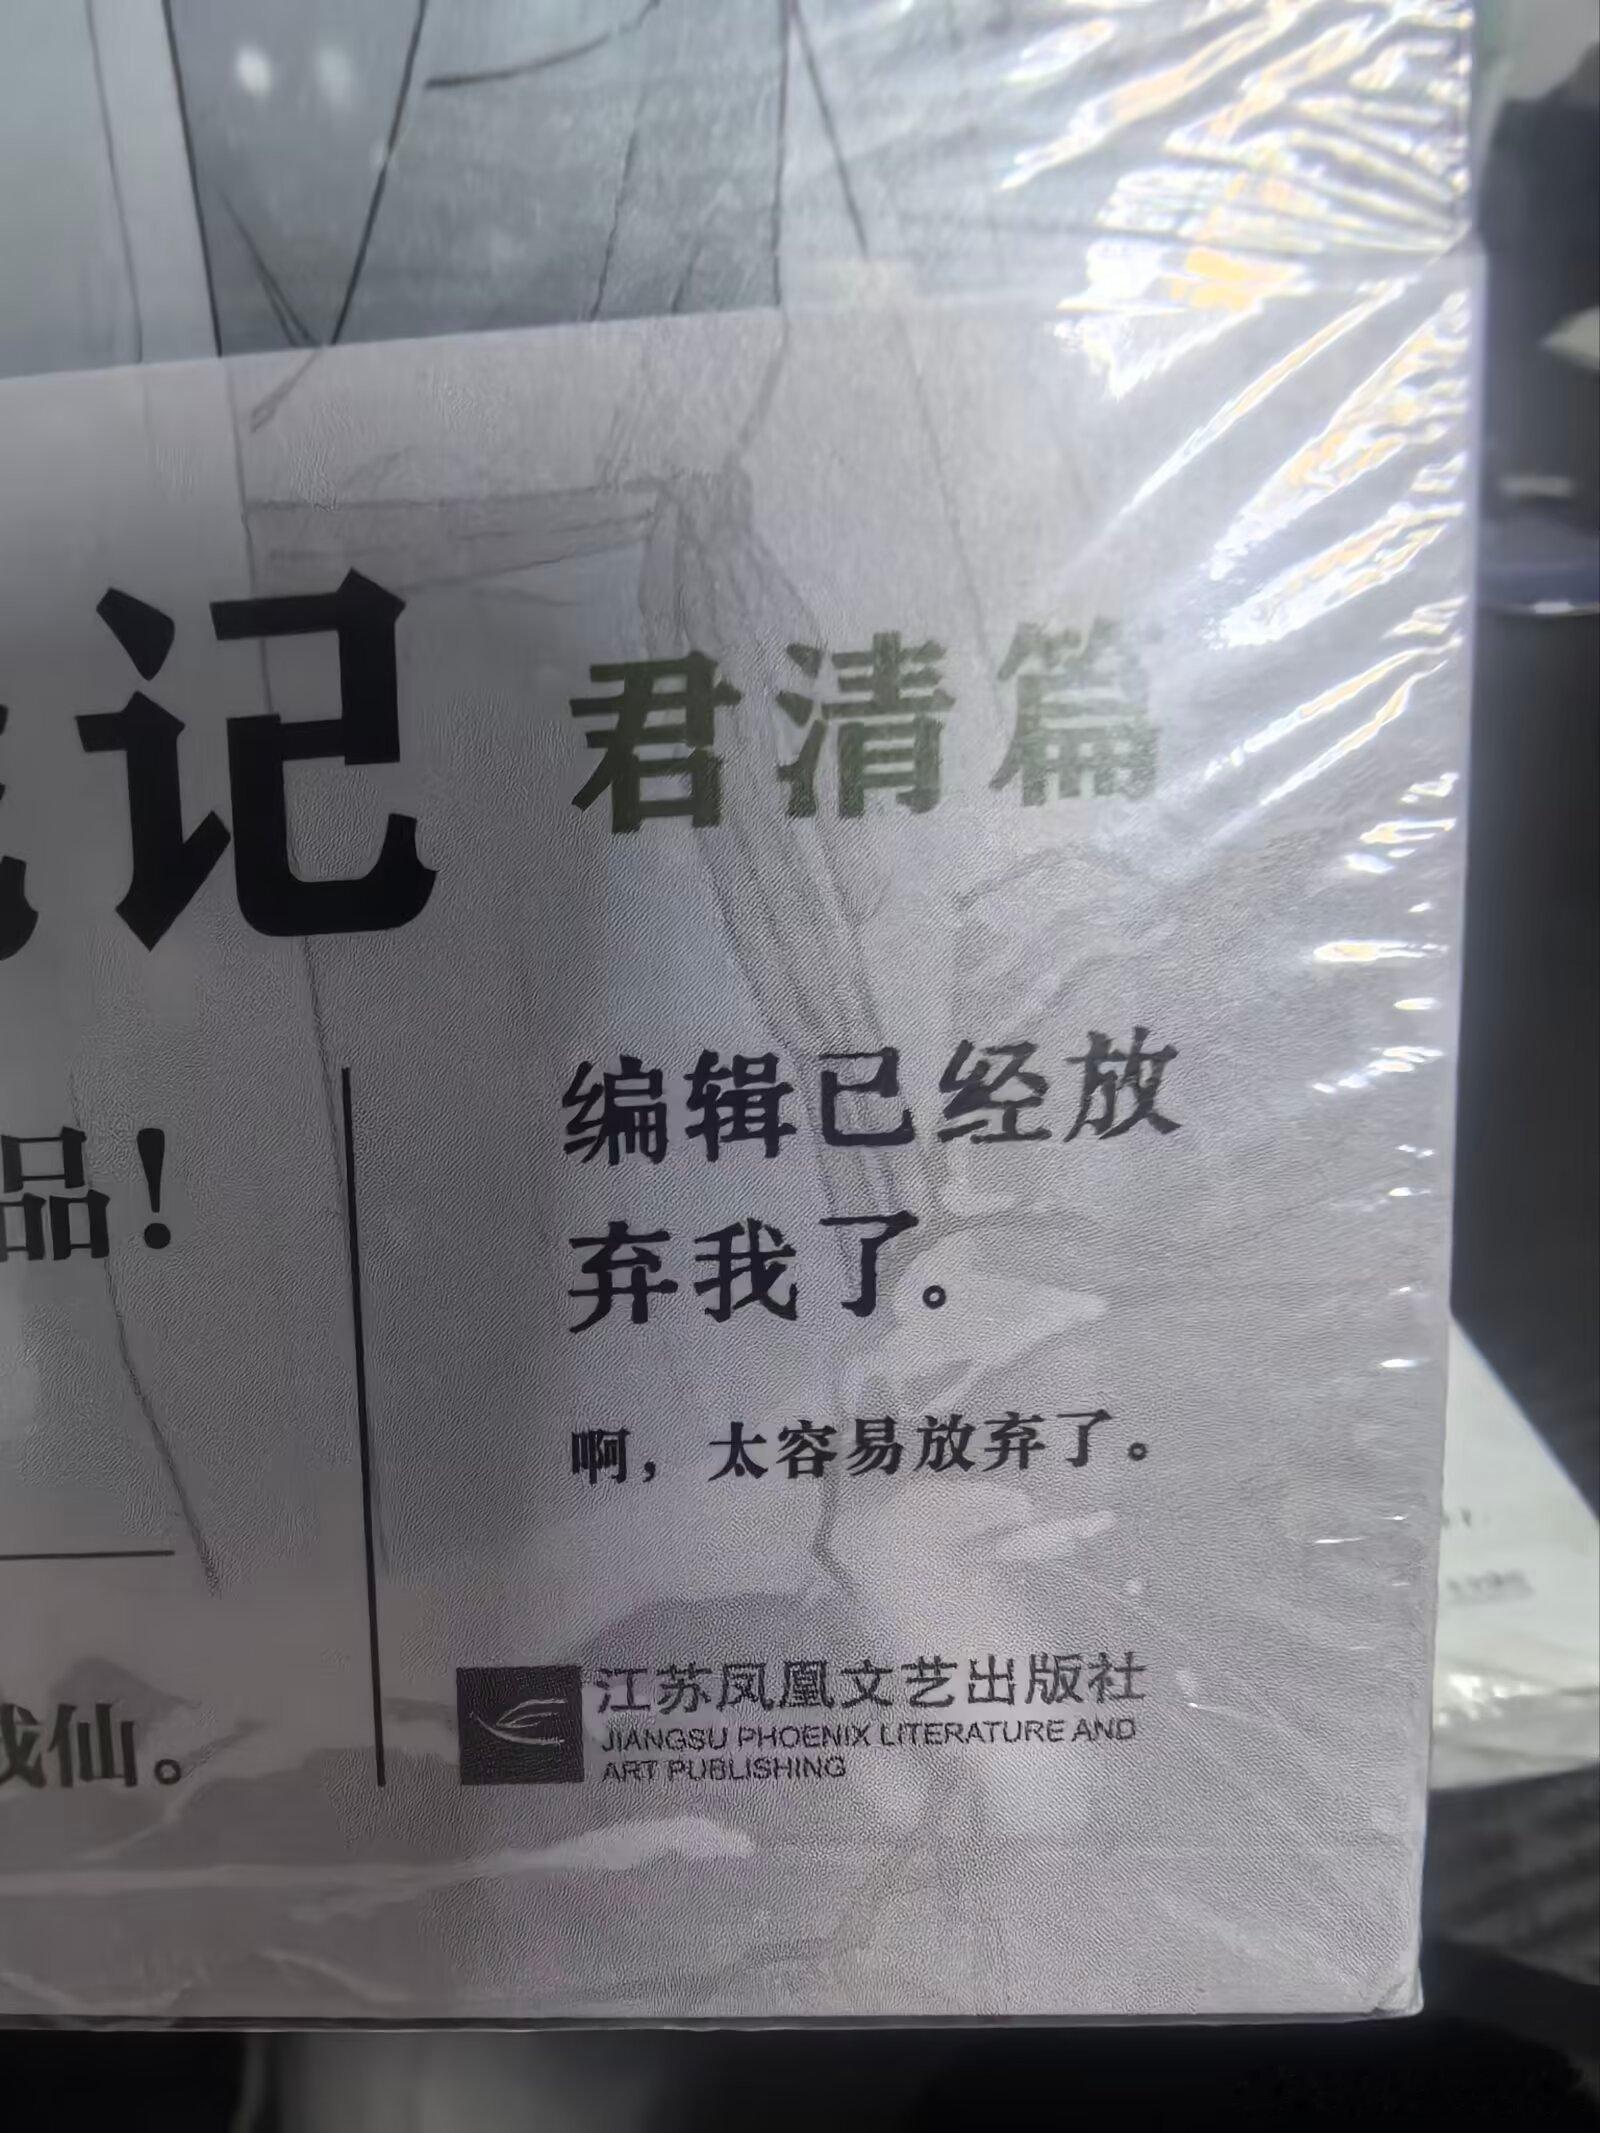 记 君清篇
品！
编辑已经放
弃我了。
啊，太容易放弃了。
仙。
江苏凤凰文艺出版社
JIANGSU PHOENIX LITERATURE AND
ART PUBLISHING